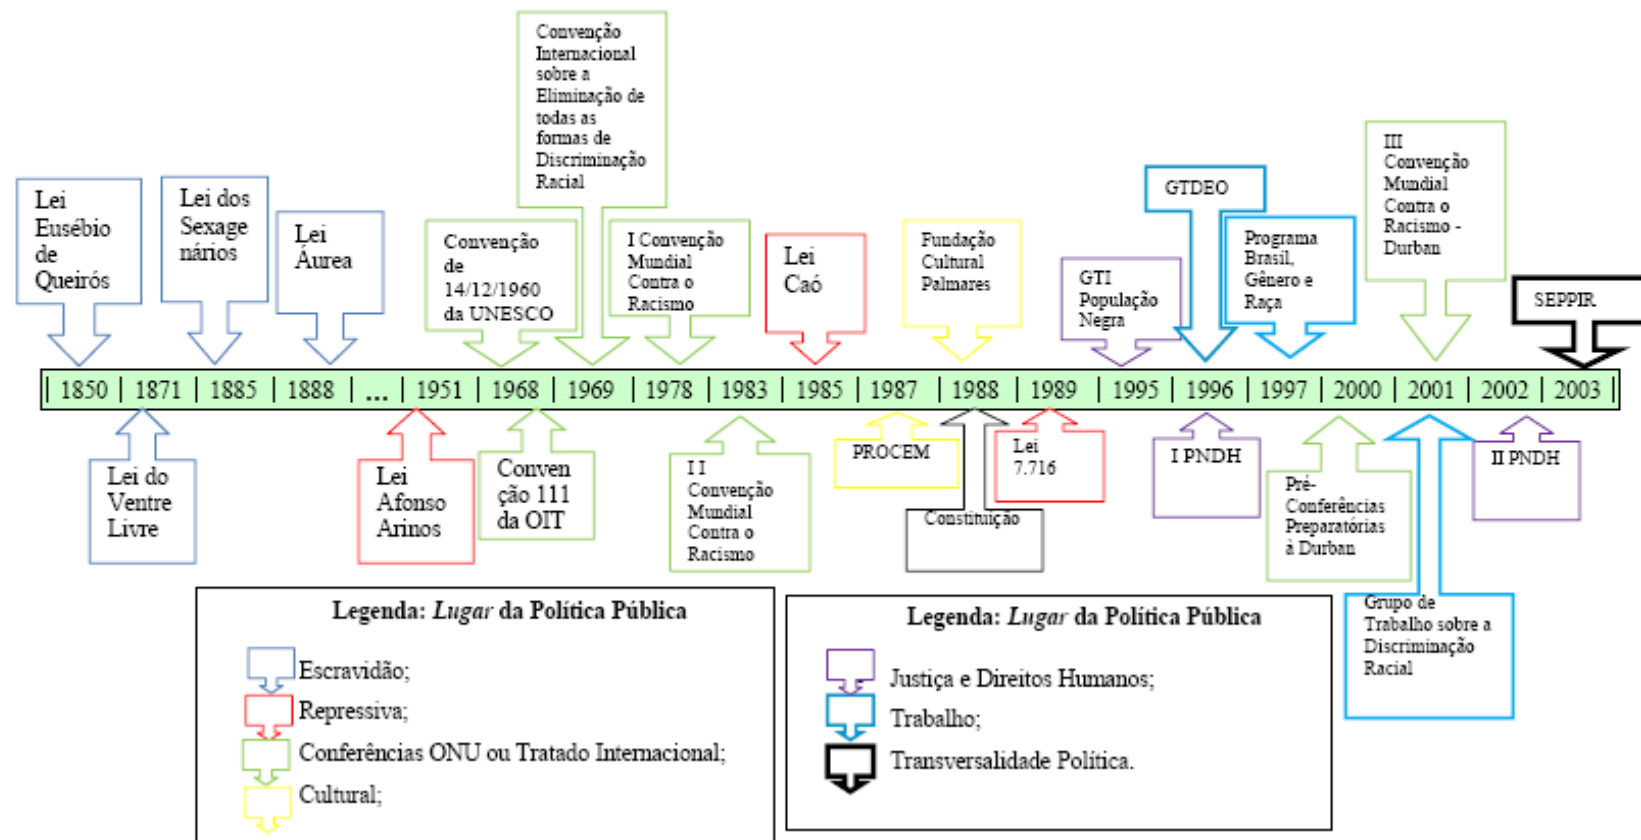 Convenção
Internacional
sobre a
Eliminação de
todas as
formas de
Discriminação
Racial
III
Convenção
Mundial
Contra o
Racismo -
Durban
Lei
Eusébio
de
Queirós
Lei dos
Sexage
nários
Lei
Áurea
Convenção
de
14/12/1960
da UNESCO
I Convenção
Mundial
Contra o
Racismo
Lei
Caó
Fundação
Cultural
Palmares
GTI
População
Negra
GTDEO
Programa
Brasil,
Gênero e
Raça
SEPPIR
| 1850 | 1871 | 1885 | 1888 | ... | 1951 | 1968 | 1969 | 1978 | 1983 | 1985 | 1987 | 1988 | 1989 | 1995 | 1996 | 1997 | 2000 | 2001 | 2002 | 2003 |
Lei do
Ventre
Livre
Lei
Afonso
Arinos
Conven
ção 111
da OIT
I I
Convenção
Mundial
Contra o
Racismo
PROCEM
Constituição
Lei
7.716
I PNDH
Pré-
Conferências
Preparatórias
à Durban
Grupo de
Trabalho sobre a
Discriminação
Racial
II PNDH
Legenda: Lugar da Política Pública
Escravidão;
Repressiva;
Conferências ONU ou Tratado Internacional;
Cultural;
Legenda: Lugar da Política Pública
Justiça e Direitos Humanos;
Trabalho;
Transversalidade Política.